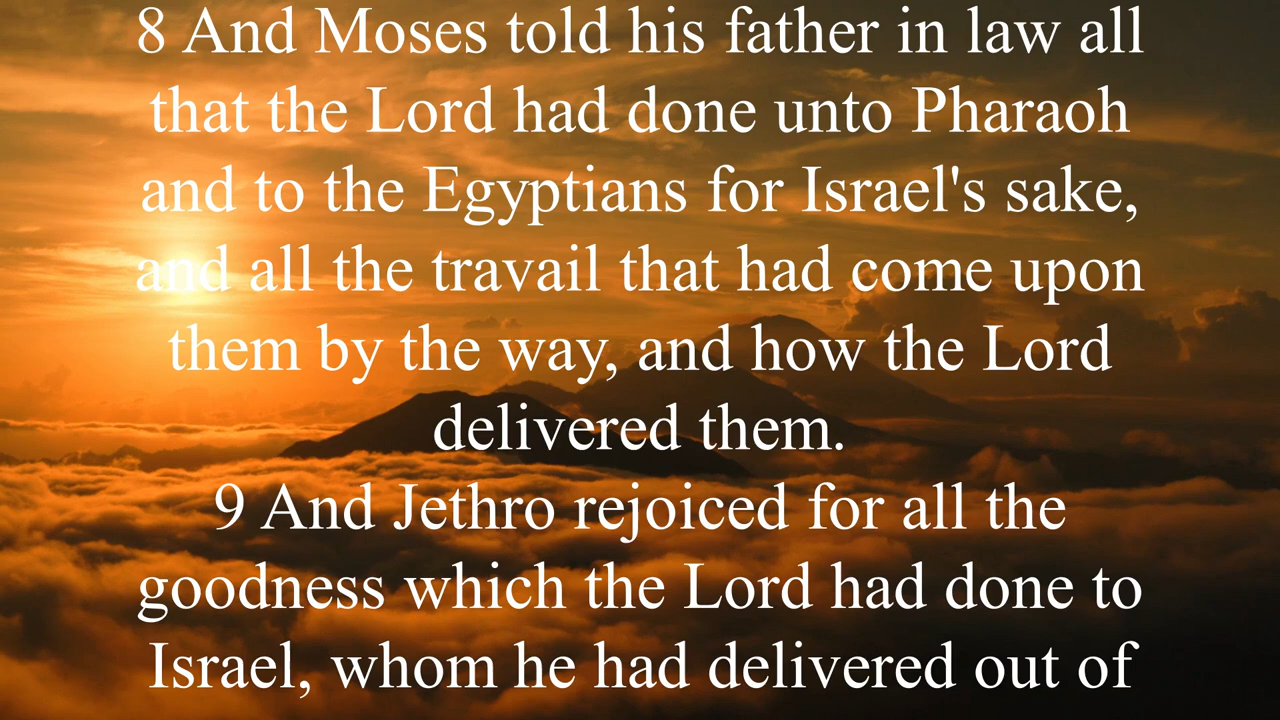 8 And Moses told his father in law all
that the Lord had done unto Pharaoh
and to the Egyptians for Israel's sake,
and all the travail that had come upon
them by the way, and how the Lord
delivered them.
9 And Jethro rejoiced for all the
goodness which the Lord had done to
Israel, whom he had delivered out of